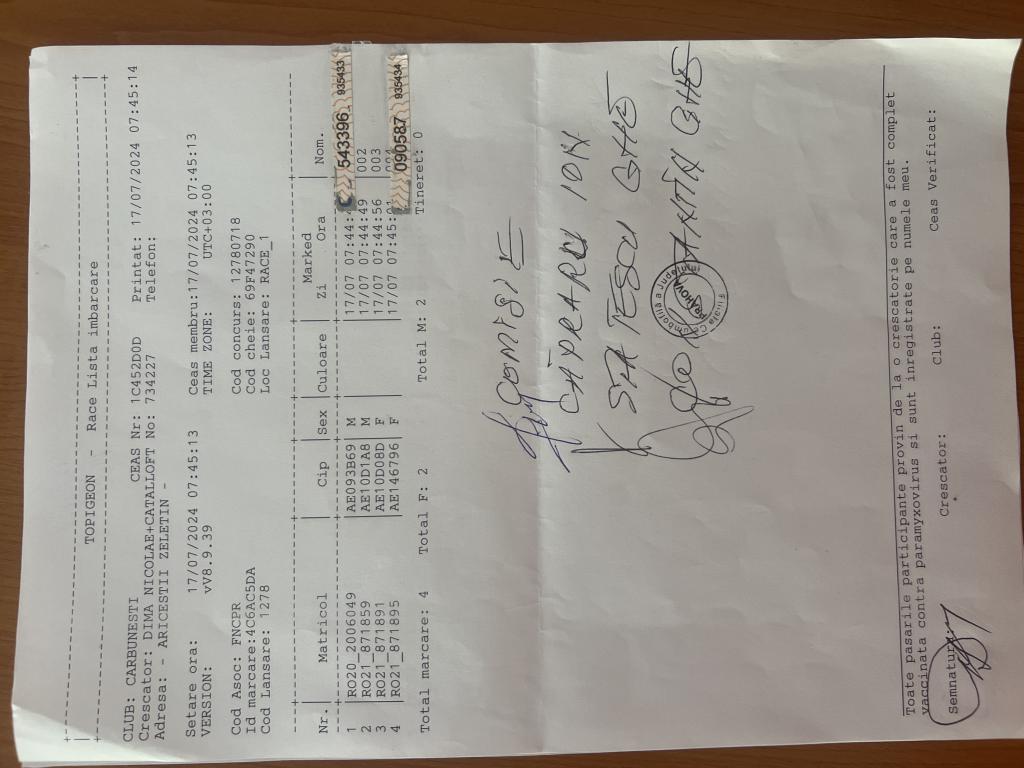 TOPIGEON - Race Lista imbarcare
CLUB: CARBUNESTI CEAS Nr: 1C452D0D Printat: 17/07/2024 07:45:14
Crescator: DIMA NICOLAE+CATALLOFT No: 734227 Telefon:
Adresa: - ARICESTII ZELETIN -
Setare ora: 17/07/2024 07:45:13 Ceas membru:17/07/2024 07:45:13
VERSION: vV8.9.39 TIME ZONE: UTC+03:00
Cod Asoc: FNCPR Cod concurs: 12780718
Id marcare:4C6AC5DA Cod cheie: 69F47290
Cod Lansare: 1278 Loc Lansare: RACE_1
Marked
Nr. Matricol Cip Sex Culoare Zi Ora Nom.
1 RO20_2006049 AE093B69 M 17/07 07:44: 543396 935433
2 RO21_871859 AE10D1A8 M 17/07 07:44:49 002
3 RO21_871891 AE10D08D F 17/07 07:44:56 003
4 RO21_871895 AE146796 F 17/07 07:45: 090587 935434
Total marcare: 4 Total F: 2 Total M: 2 Tineret: 0
CĂPRARU ION
GHE
GHE
PRAHOVA
Toate pasarile participante provin de la o crescatorie care a fost complet
vaccinata contra paramyxovirus si sunt inregistrate pe numele meu.
Semnature: Crescator: Club: Ceas Verificat: